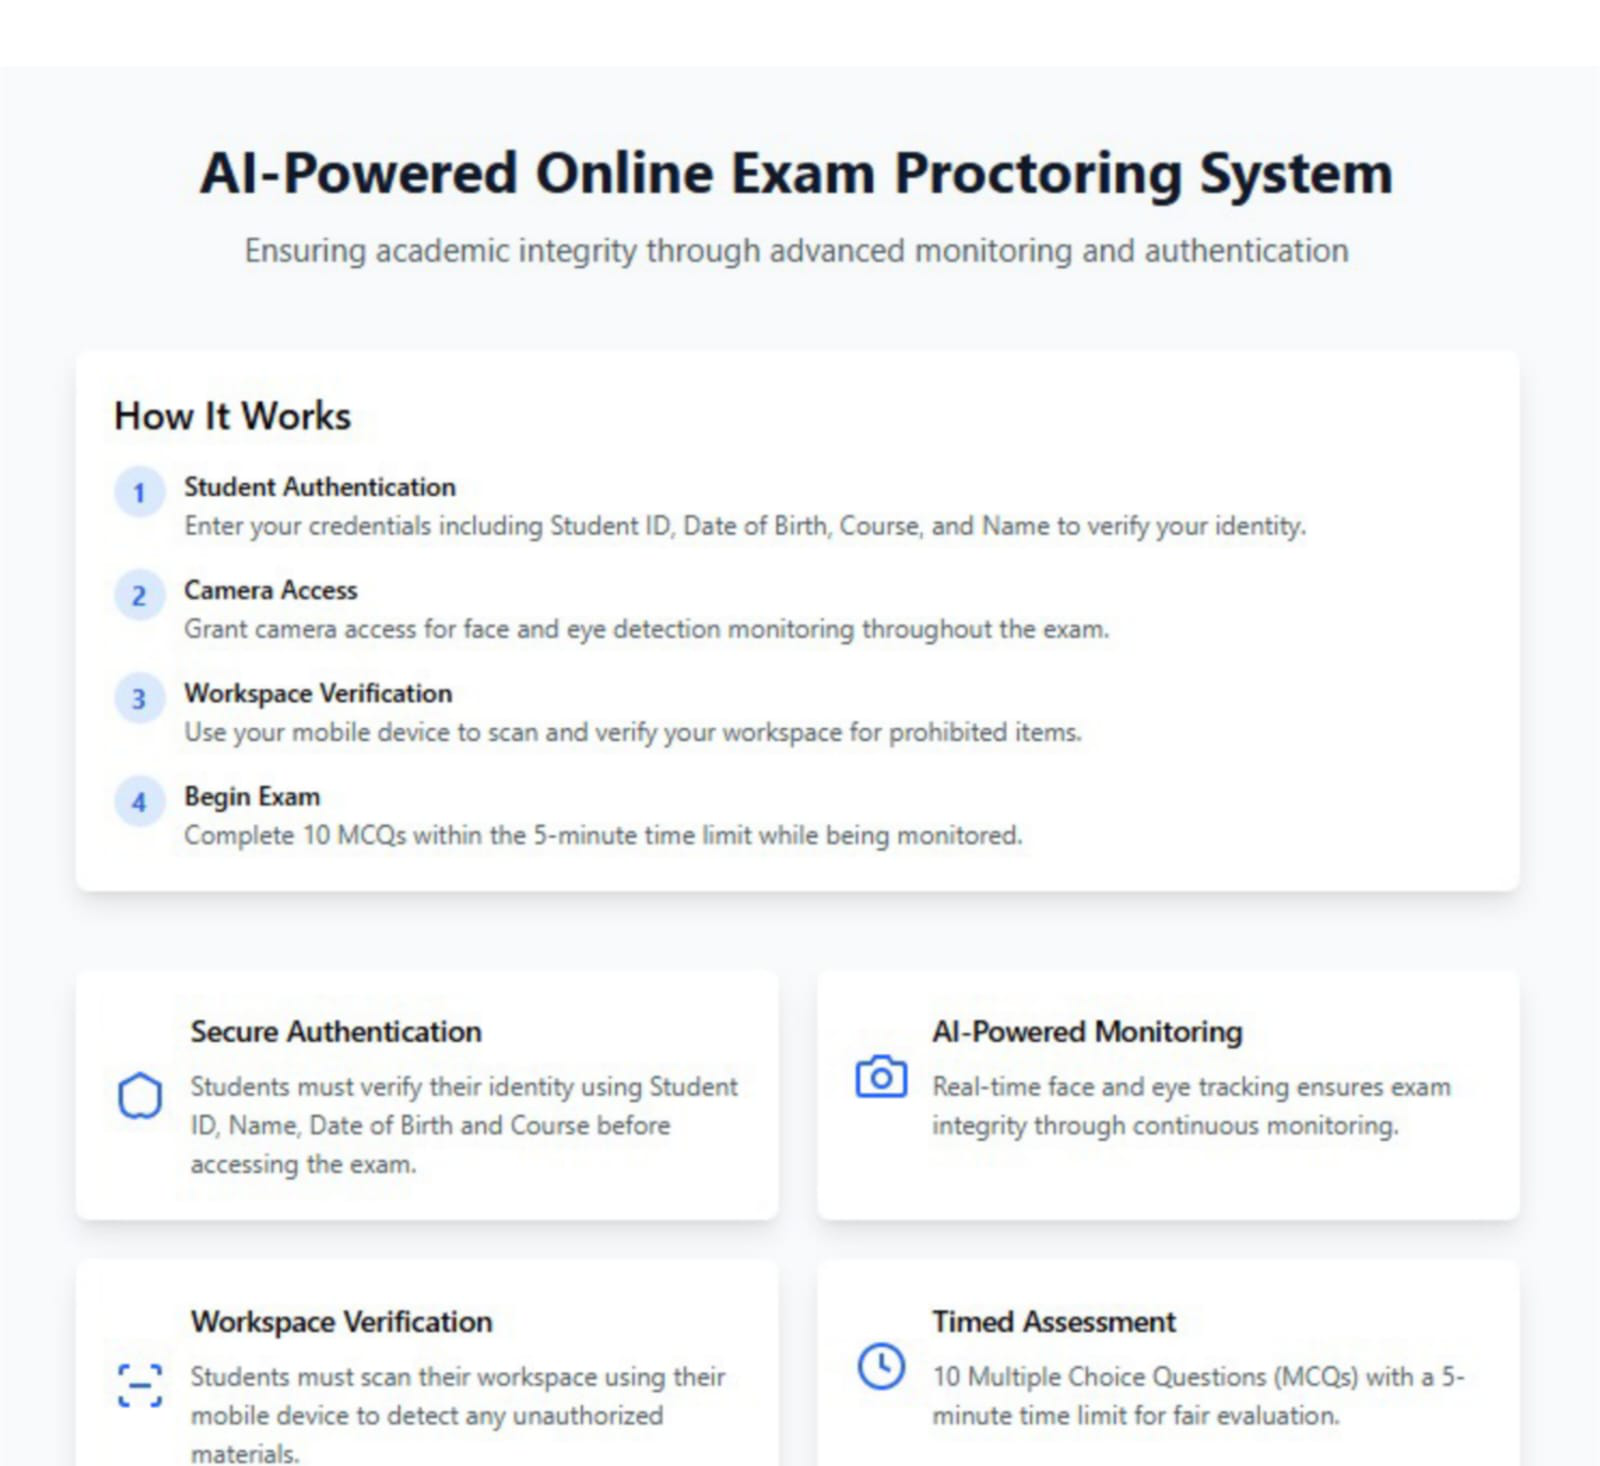 AI-Powered Online Exam Proctoring System
Ensuring academic integrity through advanced monitoring and authentication
How It Works
1
Student Authentication
Enter your credentials including Student ID, Date of Birth, Course, and Name to verify your identity.
2
Camera Access
Grant camera access for face and eye detection monitoring throughout the exam.
3
Workspace Verification
Use your mobile device to scan and verify your workspace for prohibited items.
4
Begin Exam
Complete 10 MCQs within the 5-minute time limit while being monitored.
Secure Authentication
Students must verify their identity using Student
ID, Name, Date of Birth and Course before
accessing the exam.
AI-Powered Monitoring
Real-time face and eye tracking ensures exam
integrity through continuous monitoring.
Workspace Verification
Students must scan their workspace using their
mobile device to detect any unauthorized
materials.
Timed Assessment
10 Multiple Choice Questions (MCQs) with a 5-
minute time limit for fair evaluation.